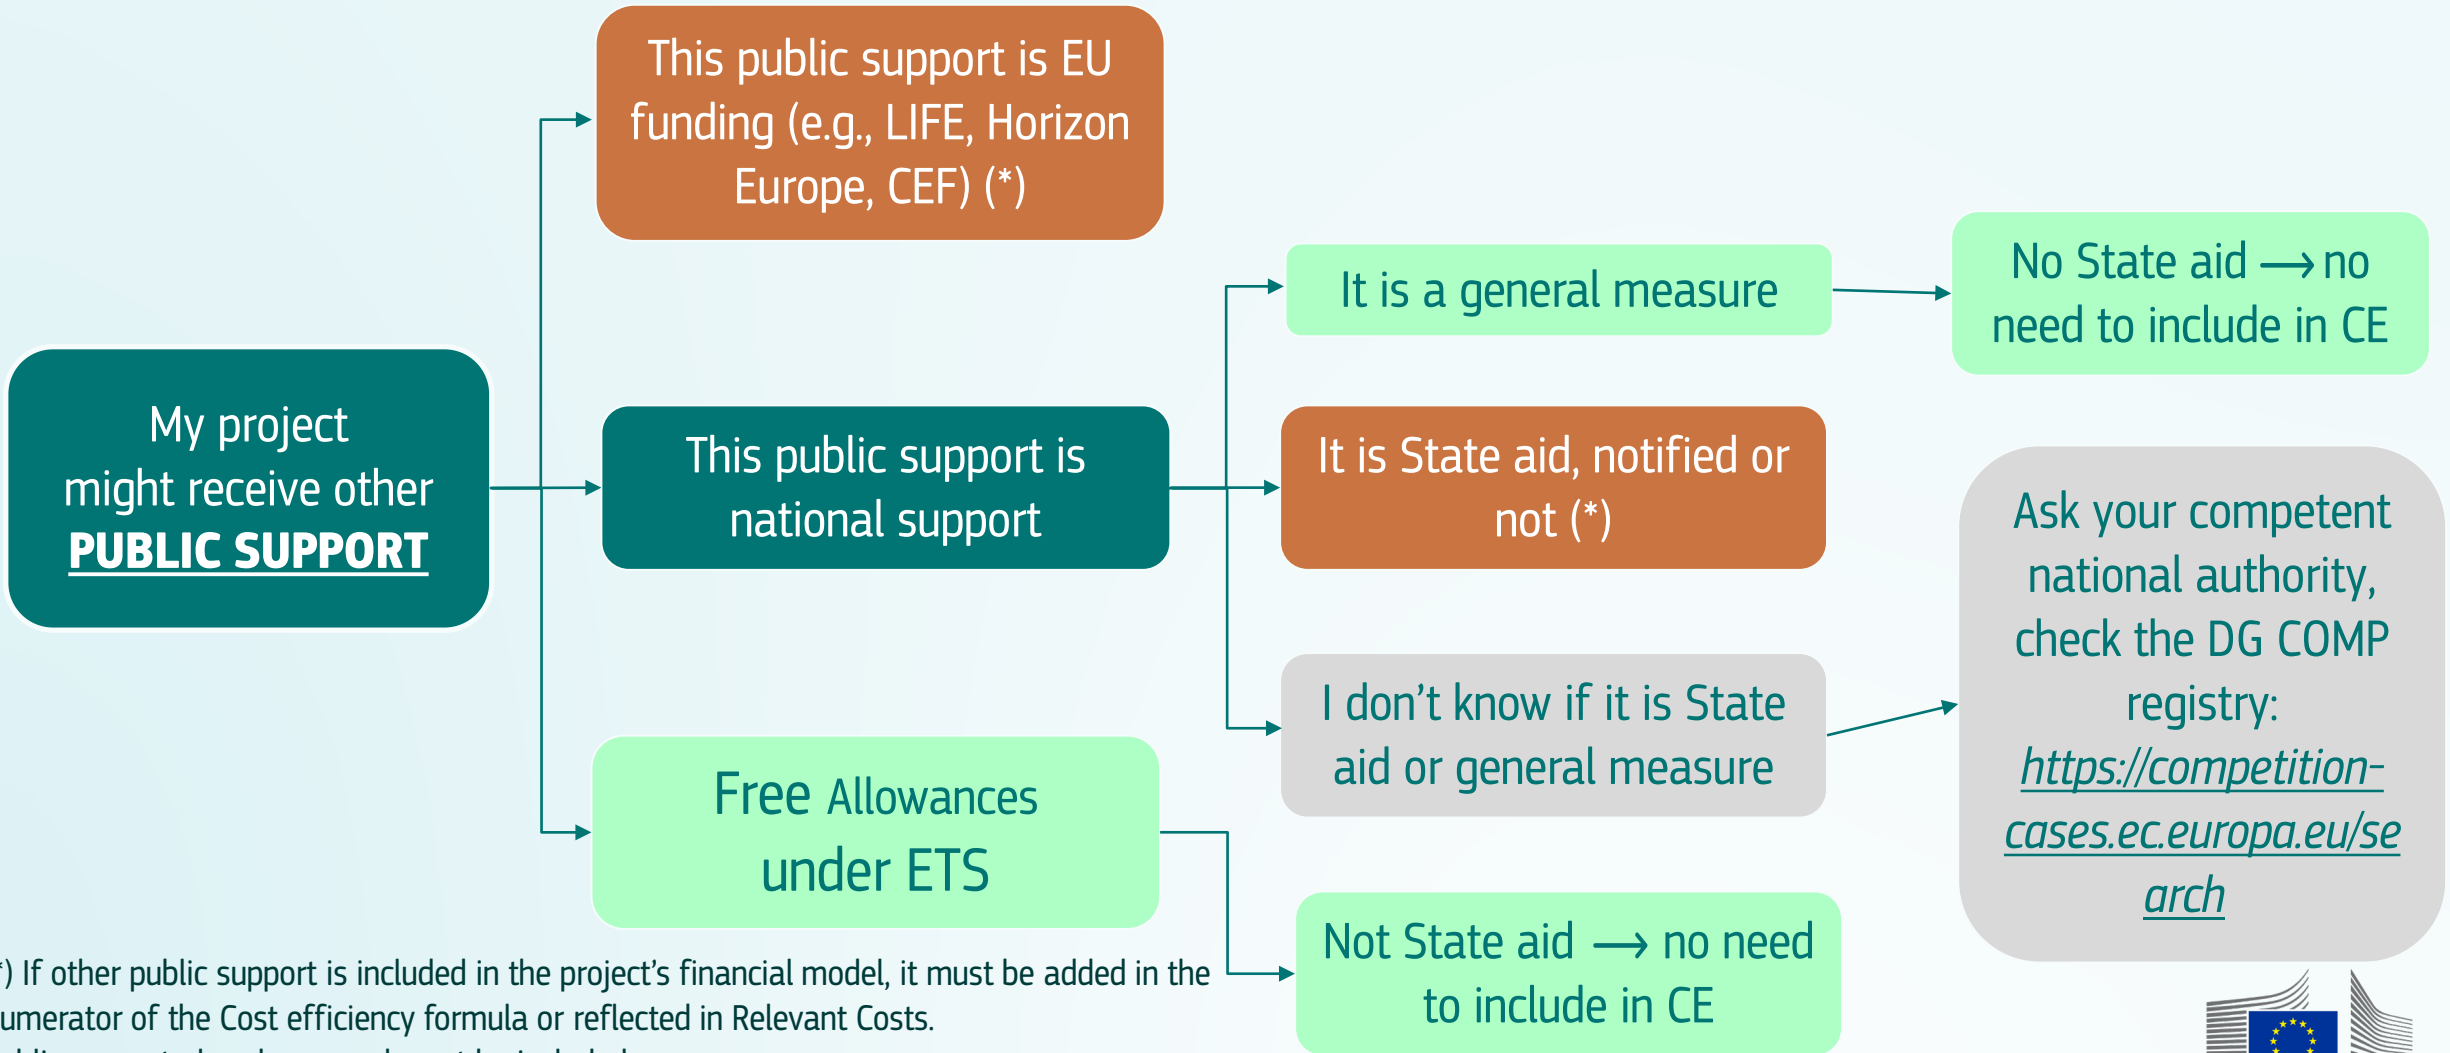 This public support is EU
funding (e.g., LIFE, Horizon
Europe, CEF) (*)
My project
might receive other
PUBLIC SUPPORT
This public support is
national support
Free Allowances
under ETS
It is a general measure
It is State aid, notified or
not (*)
I don't know if it is State
aid or general measure
Not State aid → no need
to include in CE
No State aid → no
need to include in CE
Ask your competent
national authority,
check the DG COMP
registry:
https://competition-
cases.ec.europa.eu/se
arch
*) If other public support is included in the project's financial model, it must be added in the
umerator of the Cost efficiency formula or reflected in Relevant Costs.